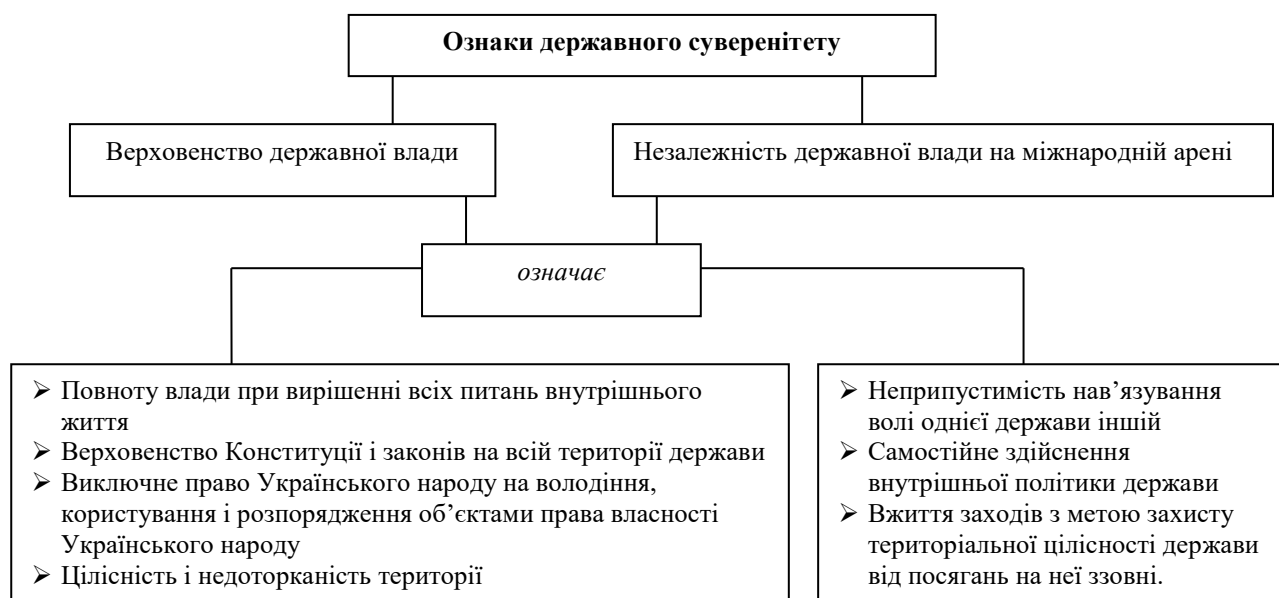 Ознаки державного суверенітету
Верховенство державної влади
Незалежність державної влади на міжнародній арені
означає
➢ Повноту влади при вирішенні всіх питань внутрішнього
життя
➢ Верховенство Конституції і законів на всій території держави
➢ Виключне право Українського народу на володіння,
користування і розпорядження об’єктами права власності
Українського народу
➢ Цілісність і недоторканість території
➢ Неприпустимість нав’язування
волі однієї держави іншій
➢ Самостійне здійснення
внутрішньої політики держави
➢ Вжиття заходів з метою захисту
територіальної цілісності держави
від посягань на неї ззовні.